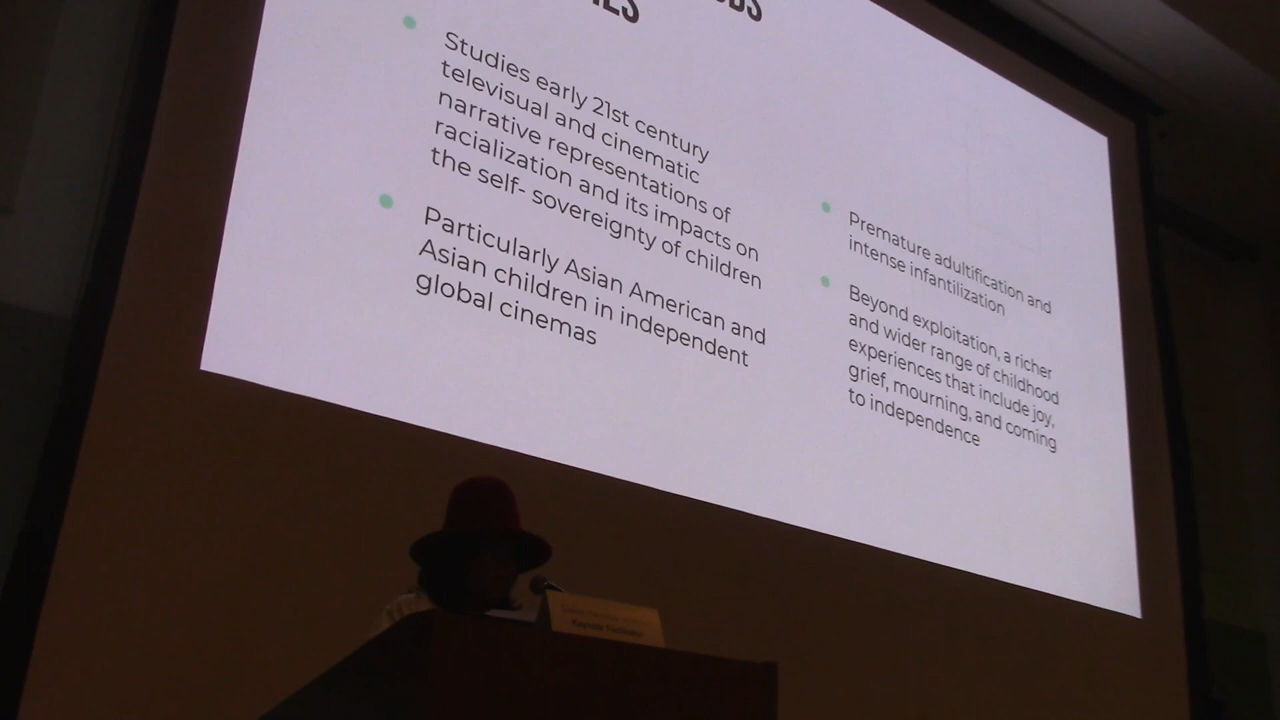 Studies early 21st century
televisual and cinematic
narrative representations of
racialization and its impacts on
the self- sovereignty of children
Particularly Asian American and
Asian children in independent
global cinemas
Premature adultification and
intense infantilization
Beyond exploitation, a richer
and wider range of childhood
experiences that include joy,
grief, mourning, and coming
to independence